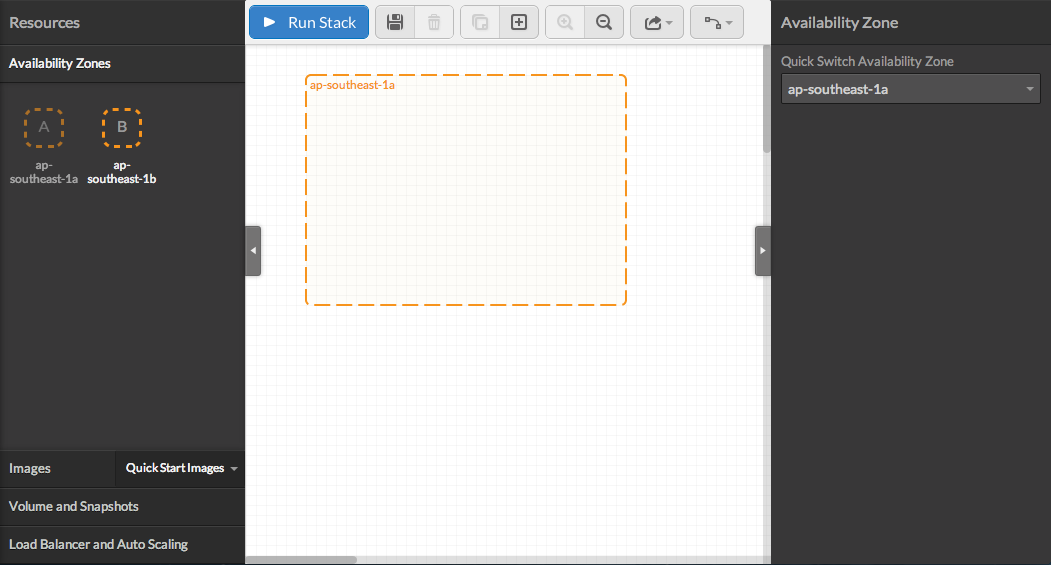 Resources
Availability Zones
A
B
ap-
southeast-1a
ap-
southeast-1b
Images
Quick Start Images
Volume and Snapshots
Load Balancer and Auto Scaling
Run Stack
ap-southeast-1a
Availability Zone
Quick Switch Availability Zone
ap-southeast-1a